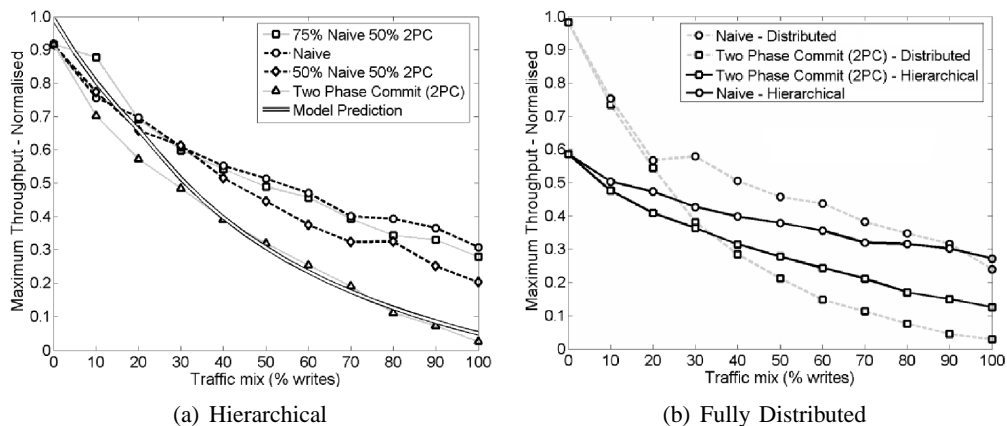 1.0
0.9
0.8
0.7
0.6
0.5
0.4
0.3
0.2
0.1
0
Maximum Throughput - Normalised
75% Naive 50% 2PC
Naive
50% Naive 50% 2PC
Two Phase Commit (2PC)
Model Prediction
0 10 20 30 40 50 60 70 80 90 100
Traffic mix (% writes)
(a) Hierarchical
1.0
0.9
0.8
0.7
0.6
0.5
0.4
0.3
0.2
0.1
0
Maximum Throughput - Normalised
Naive - Distributed
Two Phase Commit (2PC) - Distributed
Two Phase Commit (2PC) - Hierarchical
Naive - Hierarchical
0 10 20 30 40 50 60 70 80 90 100
Traffic mix (% writes)
(b) Fully Distributed